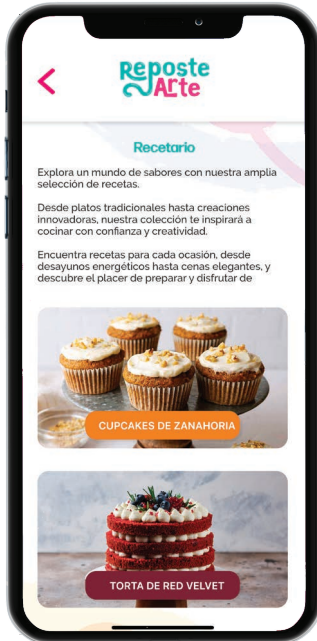 Reposte
Arte
Recetario
Explora un mundo de sabores con nuestra amplia
selección de recetas.
Desde platos tradicionales hasta creaciones
innovadoras, nuestra colección te inspirará a
cocinar con confianza y creatividad.
Encuentra recetas para cada ocasión, desde
desayunos energéticos hasta cenas elegantes, y
descubre el placer de preparar y disfrutar de
CUPCAKES DE ZANAHORIA
TORTA DE RED VELVET